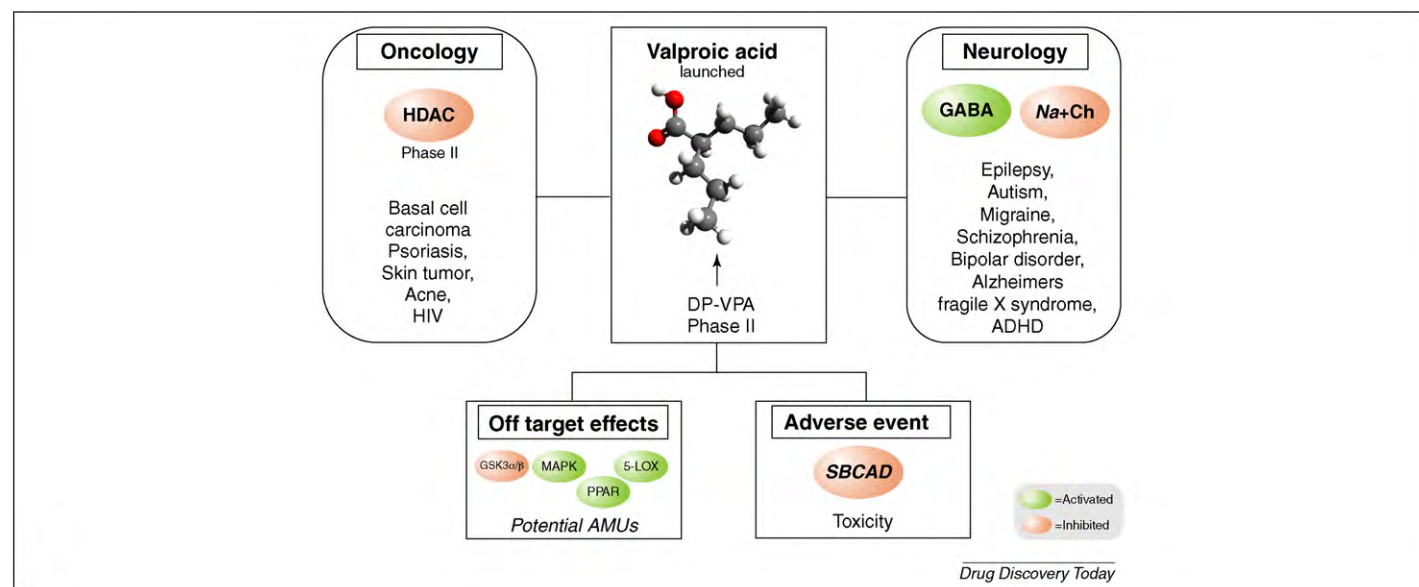 Oncology
HDAC
Phase II
Basal cell
carcinoma
Psoriasis,
Skin tumor,
Acne,
HIV
Valproic acid
launched
DP-VPA
Phase II
Neurology
GABA
Na+Ch
Epilepsy,
Autism,
Migraine,
Schizophrenia,
Bipolar disorder,
Alzheimers
fragile X syndrome,
ADHD
Off target effects
GSK3α/β
MAPK
5-LOX
PPAR
Potential AMUs
Adverse event
SBCAD
Toxicity
=Activated
=Inhibited
Drug Discovery Today